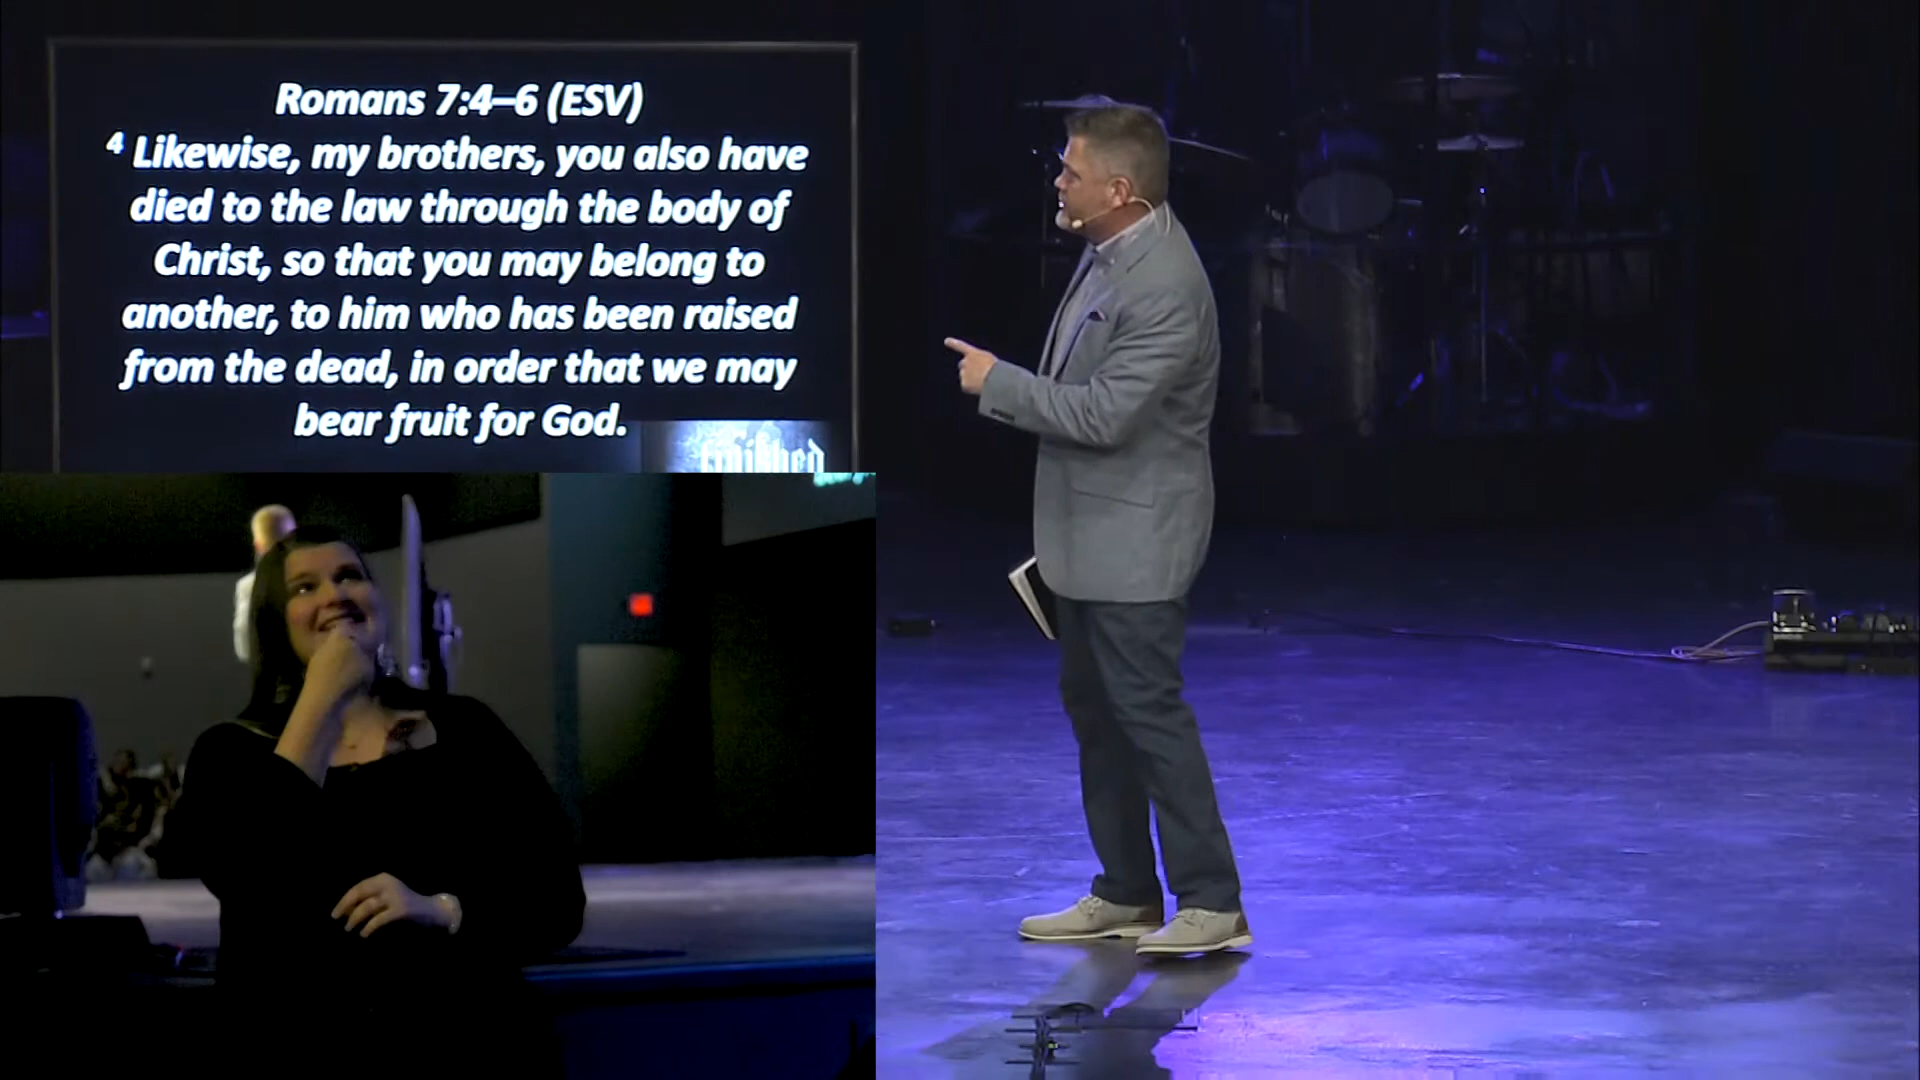 Romans 7:4–6 (ESV)
⁴ Likewise, my brothers, you also have
died to the law through the body of
Christ, so that you may belong to
another, to him who has been raised
from the dead, in order that we may
bear fruit for God.
finished